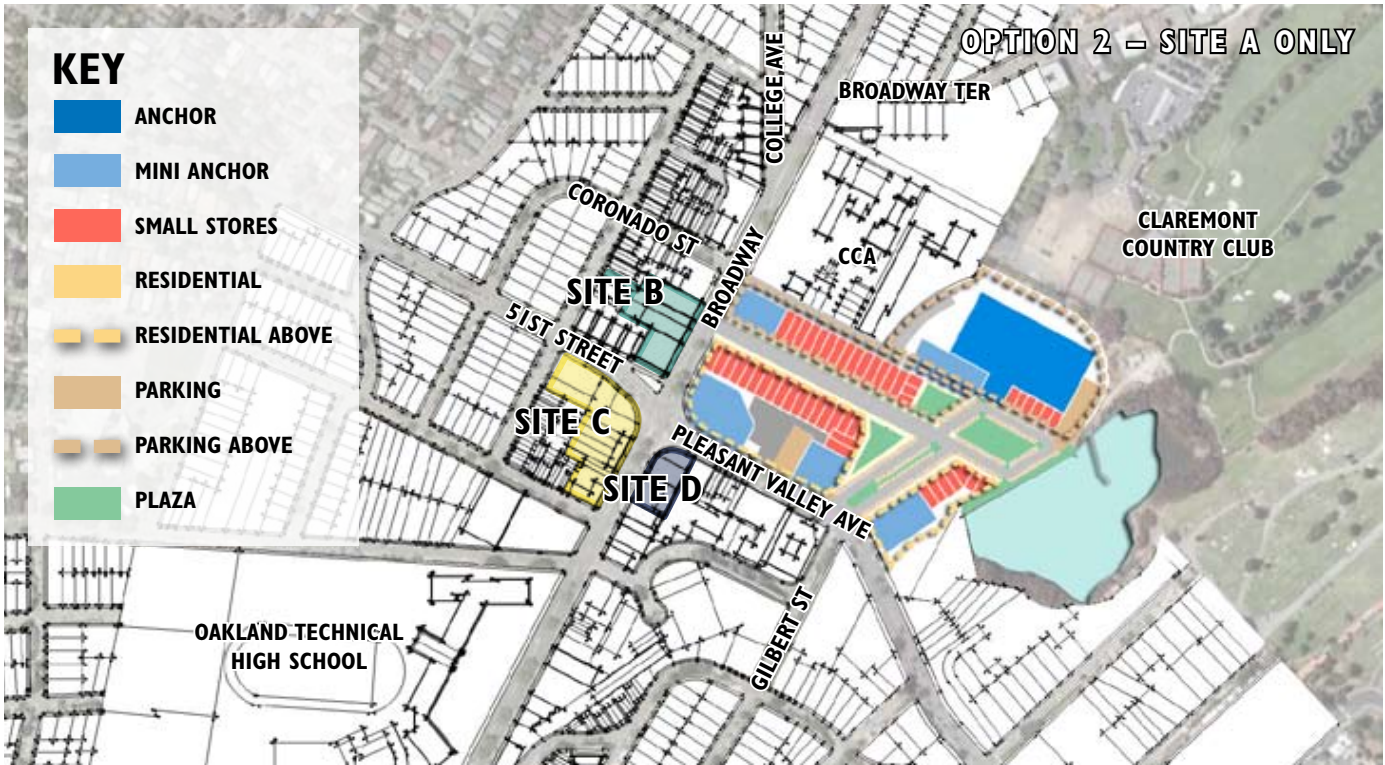 OPTION 2 – SITE A ONLY
KEY
ANCHOR
MINI ANCHOR
SMALL STORES
RESIDENTIAL
RESIDENTIAL ABOVE
PARKING
PARKING ABOVE
PLAZA
COLLEGE AVE
BROADWAY TER
CORONADO ST
CLAREMONT
COUNTRY CLUB
CCA
BROADWAY
SITE B
51ST STREET
SITE C
PLEASANT VALLEY AVE
SITE D
GILBERT ST
OAKLAND TECHNICAL
HIGH SCHOOL